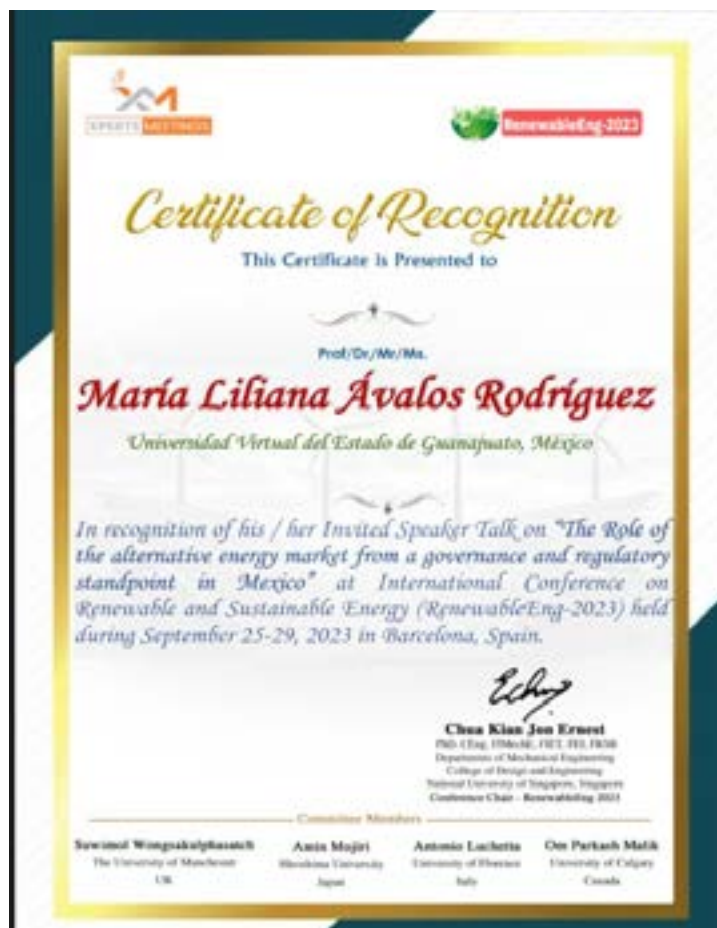 XM
XPERTS MEETINGS
RenewableEng-2023
Certificate of Recognition
This Certificate Is Presented to
Prof/Dr/Mr/Ms.
María Liliana Ávalos Rodríguez
Universidad Virtual del Estado de Guanajuato, México
In recognition of his / her Invited Speaker Talk on "The Role of
the alternative energy market from a governance and regulatory
standpoint in Mexico" at International Conference on
Renewable and Sustainable Energy (RenewableEng-2023) held
during September 25-29, 2023 in Barcelona, Spain.
Chua Kian Jon Ernest
Department of Mechanical Engineering
College of Design and Engineering
National University of Singapore, Singapore
Conference Chair - RenewableEng 2023
Committee Members
Amin Mojiri
Antonio Luchetta
Om Parkash Malik
The University of Manchester
Hiroshima University
University of Florence
University of Calgary
UK
Japan
Italy
Canada